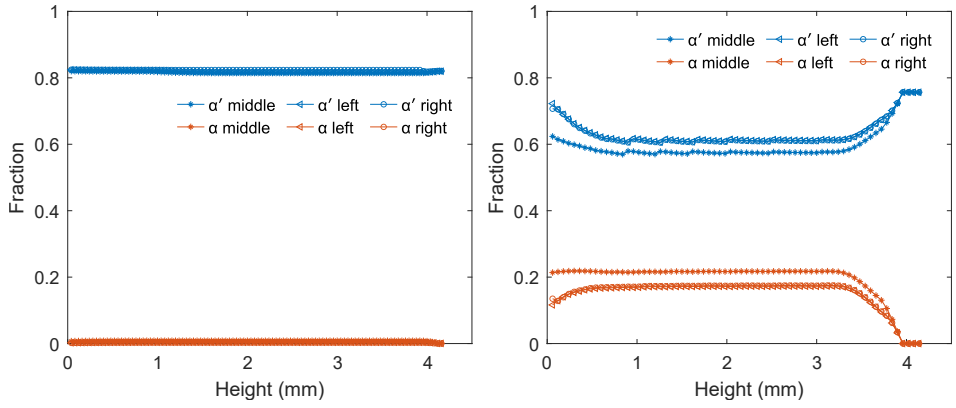 1
0.8
0.6
0.4
0.2
0
Fraction
α′ middle α′ left α′ right
α middle α left α right
0 1 2 3 4
Height (mm)
1
0.8
0.6
0.4
0.2
0
Fraction
α′ middle α′ left α′ right
α middle α left α right
0 1 2 3 4
Height (mm)